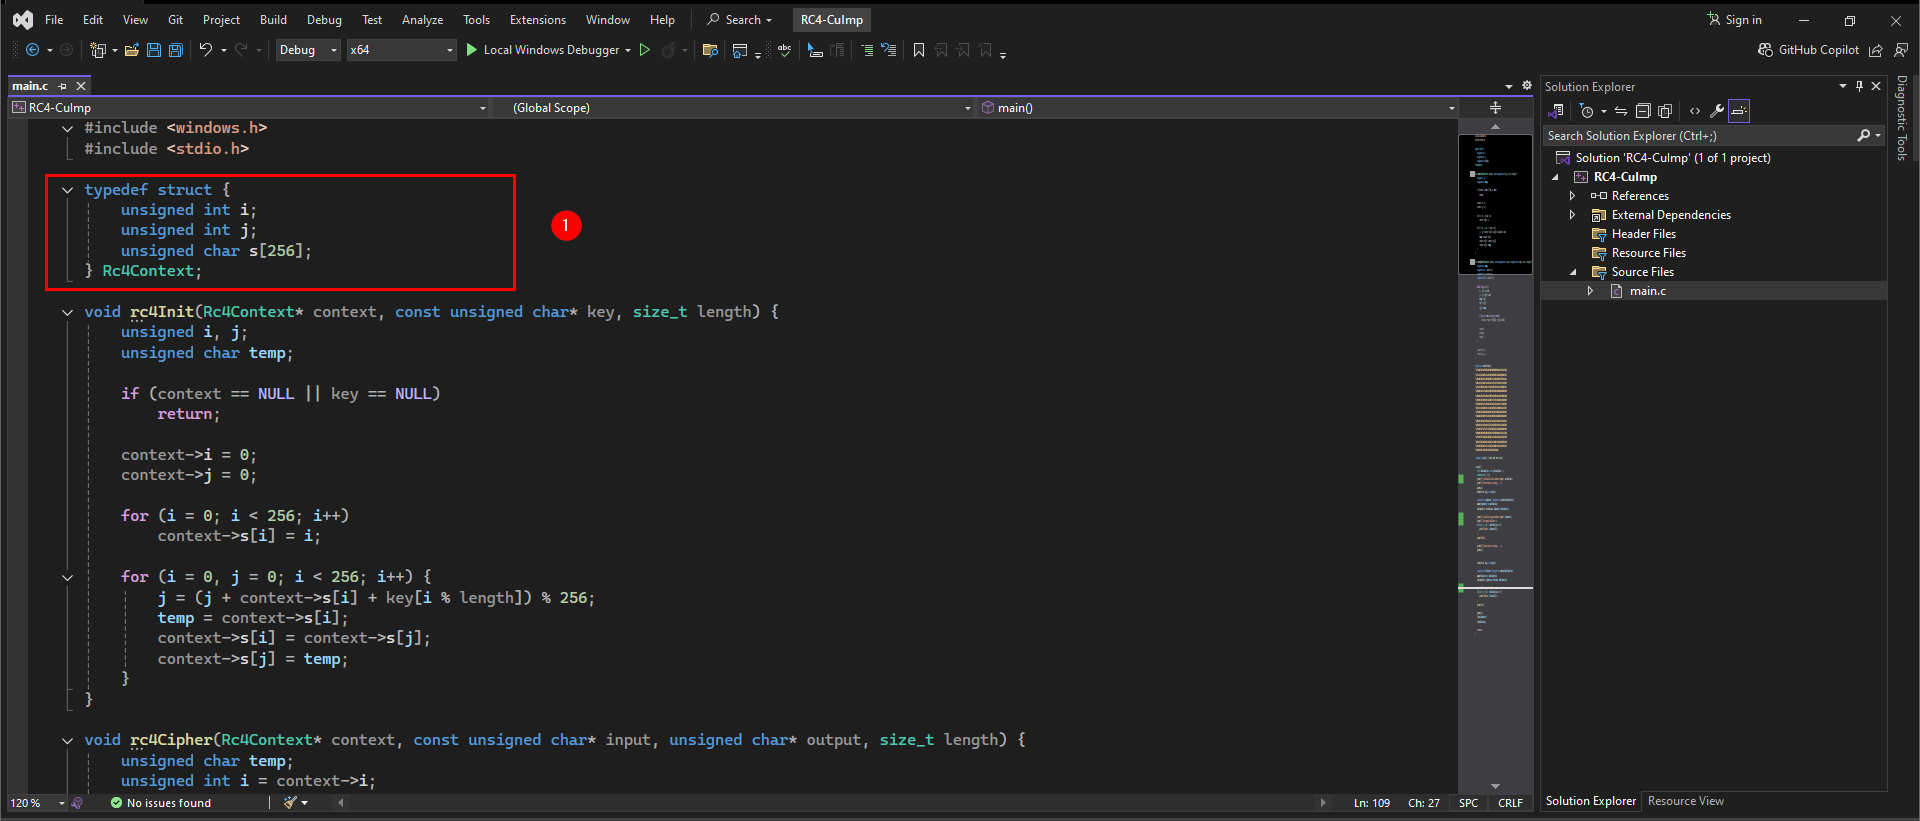 File Edit View Git Project Build Debug Test Analyze Tools Extensions Window Help Search RC4-CuImp Sign in
Debug x64 Local Windows Debugger abc GitHub Copilot
main.c
RC4-CuImp (Global Scope) main()
#include <windows.h>
#include <stdio.h>
typedef struct {
unsigned int i;
unsigned int j;
unsigned char s[256];
} Rc4Context;
1
void rc4Init(Rc4Context* context, const unsigned char* key, size_t length) {
unsigned i, j;
unsigned char temp;
if (context == NULL || key == NULL)
return;
context->i = 0;
context->j = 0;
for (i = 0; i < 256; i++)
context->s[i] = i;
for (i = 0, j = 0; i < 256; i++) {
j = (j + context->s[i] + key[i % length]) % 256;
temp = context->s[i];
context->s[i] = context->s[j];
context->s[j] = temp;
}
}
void rc4Cipher(Rc4Context* context, const unsigned char* input, unsigned char* output, size_t length) {
unsigned char temp;
unsigned int i = context->i;
120 % No issues found Ln: 109 Ch: 27 SPC CRLF
Solution Explorer
Search Solution Explorer (Ctrl+;)
Solution 'RC4-CuImp' (1 of 1 project)
RC4-CuImp
References
External Dependencies
Header Files
Resource Files
Source Files
main.c
Solution Explorer Resource View
Diagnostic Tools